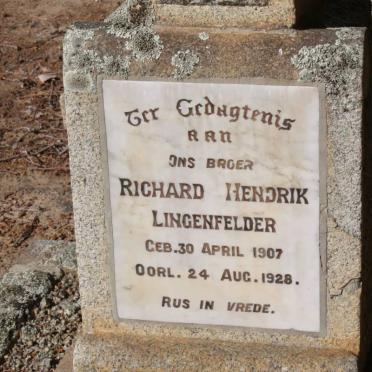 Ter Gedagtenis
aan
ONS BROER
RICHARD HENDRIK
LINGENFELDER
GEB. 30 APRIL 1907
OORL. 24 AUG. 1928.
RUS IN VREDE.